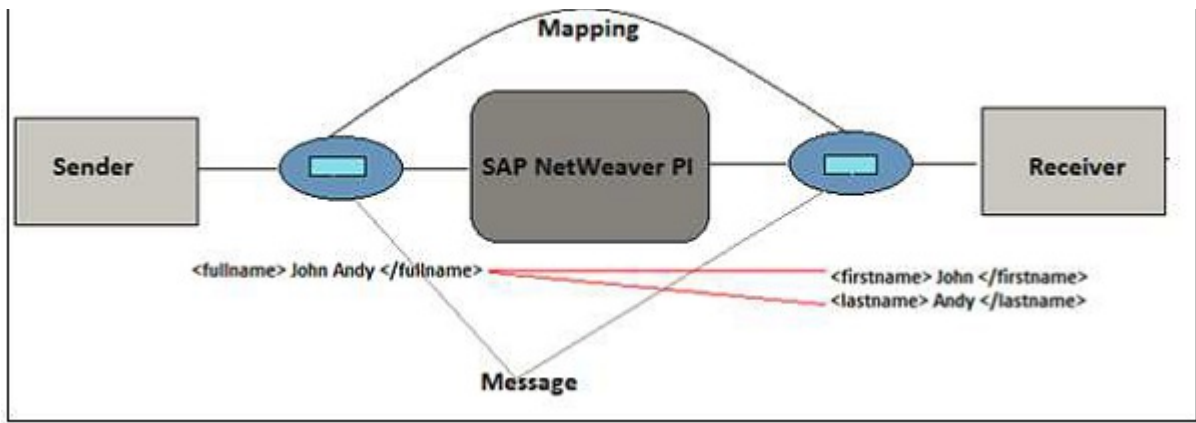 Mapping
Sender
SAP NetWeaver PI
Receiver
<fullname> John Andy </fullname>
<firstname> John </firstname>
<lastname> Andy </lastname>
Message